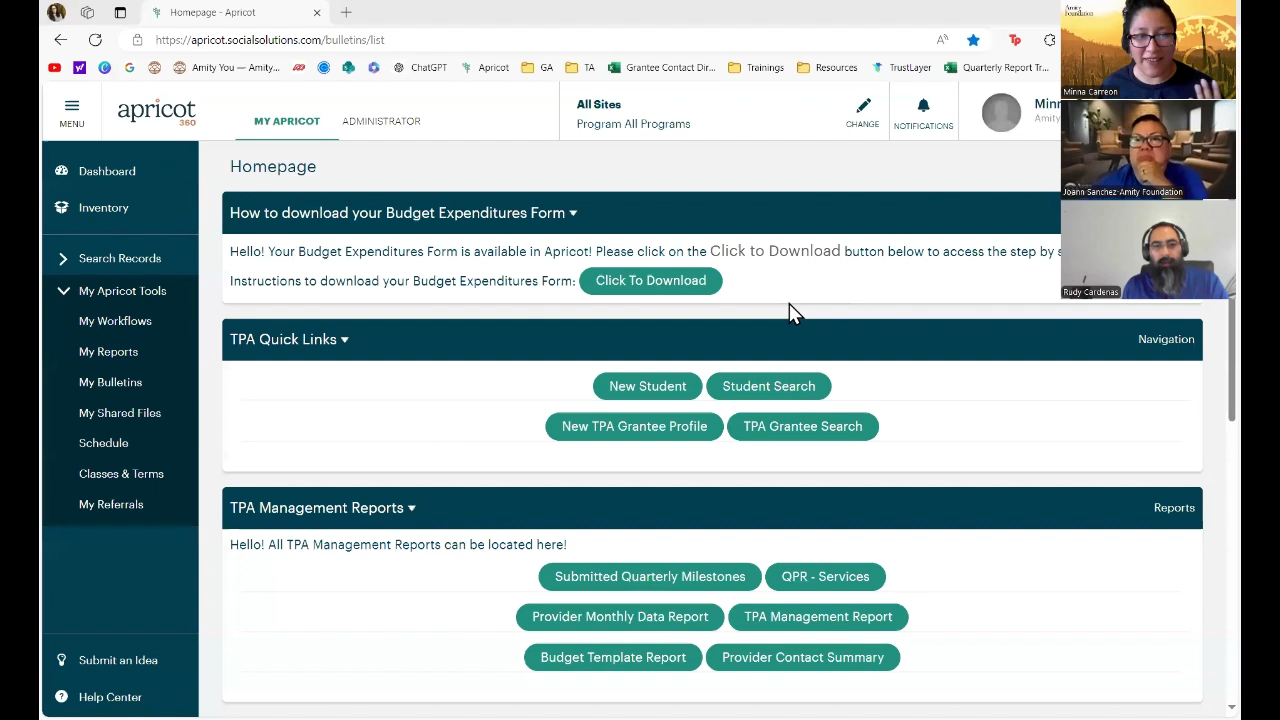 Homepage - Apricot
https://apricot.socialsolutions.com/bulletins/list
Amity You — Amity...
ChatGPT
Apricot
GA
TA
Grantee Contact Dir...
Trainings
Resources
TrustLayer
Quarterly Report Tr...
MENU
apricot
360
MY APRICOT
ADMINISTRATOR
All Sites
Program All Programs
CHANGE
NOTIFICATIONS
Minn
Amity
Amity
Foundation
Minna Carreon
Joann Sanchez-Amity Foundation
Rudy Cardenas
Dashboard
Inventory
Search Records
My Apricot Tools
My Workflows
My Reports
My Bulletins
My Shared Files
Schedule
Classes & Terms
My Referrals
Submit an Idea
Help Center
Homepage
How to download your Budget Expenditures Form
Hello! Your Budget Expenditures Form is available in Apricot! Please click on the Click to Download button below to access the step by s
Instructions to download your Budget Expenditures Form: Click To Download
TPA Quick Links
Navigation
New Student
Student Search
New TPA Grantee Profile
TPA Grantee Search
TPA Management Reports
Reports
Hello! All TPA Management Reports can be located here!
Submitted Quarterly Milestones
QPR - Services
Provider Monthly Data Report
TPA Management Report
Budget Template Report
Provider Contact Summary